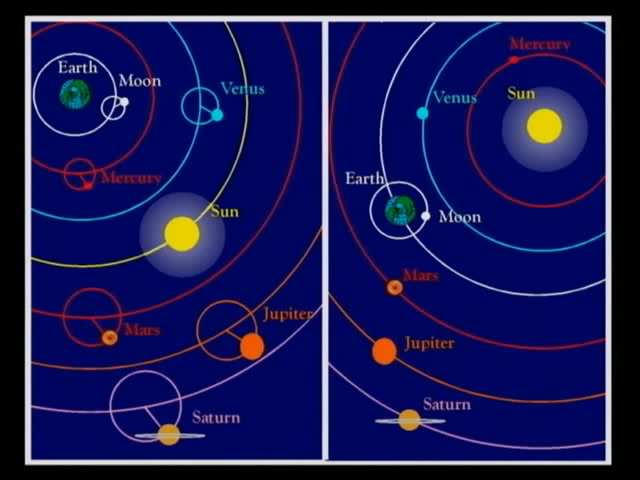 Earth
Moon
Venus
Mercury
Sun
Mars
Jupiter
Saturn
Mercury
Sun
Venus
Earth
Moon
Mars
Jupiter
Saturn